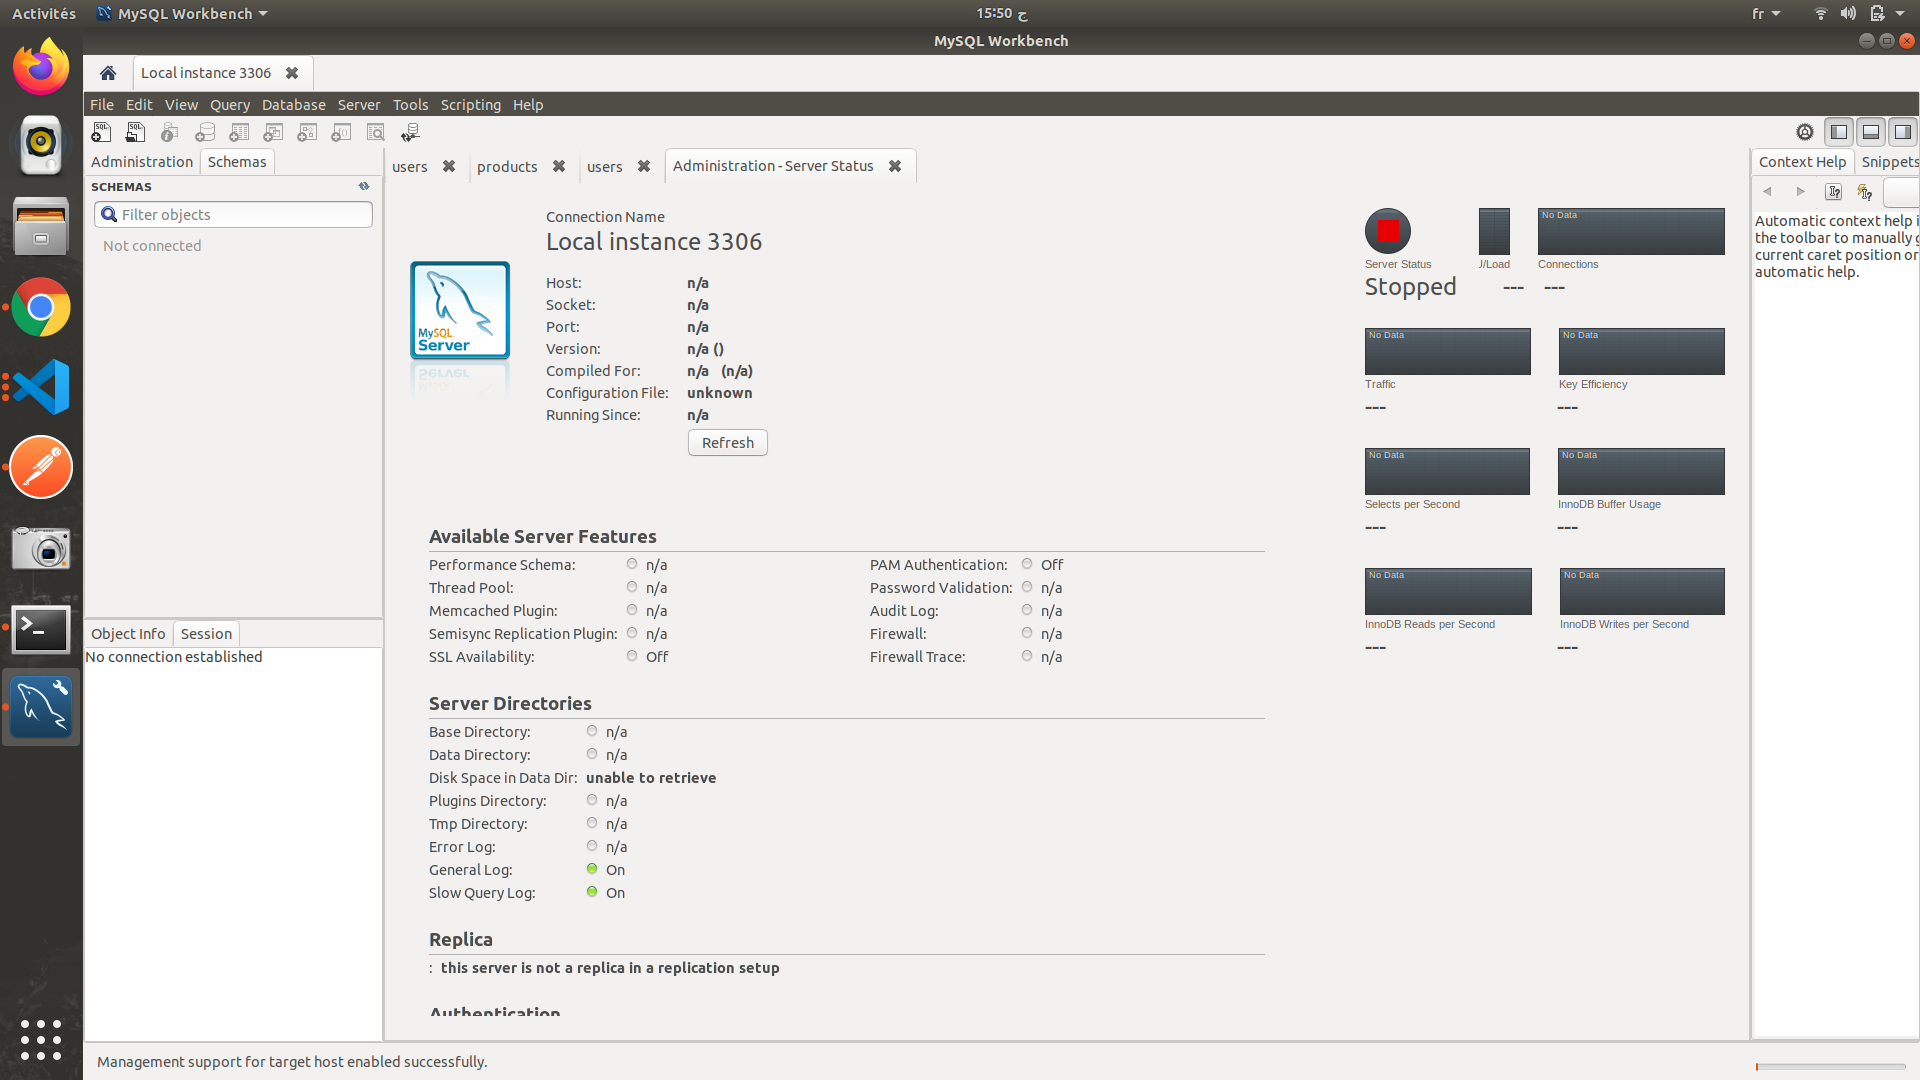 Activités
MySQL Workbench
15:50 ح
fr
MySQL Workbench
Local instance 3306
File Edit View Query Database Server Tools Scripting Help
Administration Schemas
SCHEMAS
Filter objects
Not connected
Object Info Session
No connection established
users
products
users
Administration - Server Status
Connection Name
Local instance 3306
MySQL Server
Host: n/a
Socket: n/a
Port: n/a
Version: n/a ()
Compiled For: n/a (n/a)
Configuration File: unknown
Running Since: n/a
Refresh
Available Server Features
Performance Schema: n/a
Thread Pool: n/a
Memcached Plugin: n/a
Semisync Replication Plugin: n/a
SSL Availability: Off
PAM Authentication: Off
Password Validation: n/a
Audit Log: n/a
Firewall: n/a
Firewall Trace: n/a
Server Directories
Base Directory: n/a
Data Directory: n/a
Disk Space in Data Dir: unable to retrieve
Plugins Directory: n/a
Tmp Directory: n/a
Error Log: n/a
General Log: On
Slow Query Log: On
Replica
: this server is not a replica in a replication setup
Authentication
Server Status
Stopped
J/Load
---
No Data
Connections
---
No Data
Traffic
---
No Data
Key Efficiency
---
No Data
Selects per Second
---
No Data
InnoDB Buffer Usage
---
No Data
InnoDB Reads per Second
---
No Data
InnoDB Writes per Second
---
Context Help Snippets
Automatic context help i
the toolbar to manually g
current caret position or
automatic help.
Management support for target host enabled successfully.